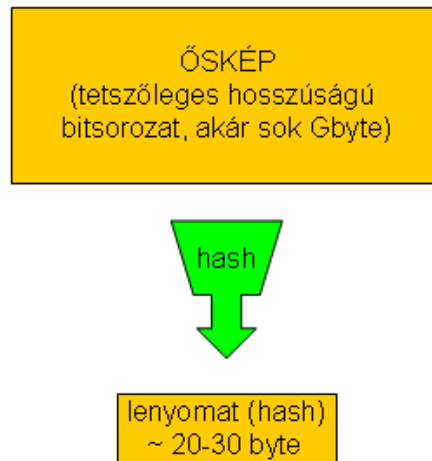 ŐSKÉP
(tetszőleges hosszúságú
bitsorozat, akár sok Gbyte)
hash
lenyomat (hash)
~ 20-30 byte